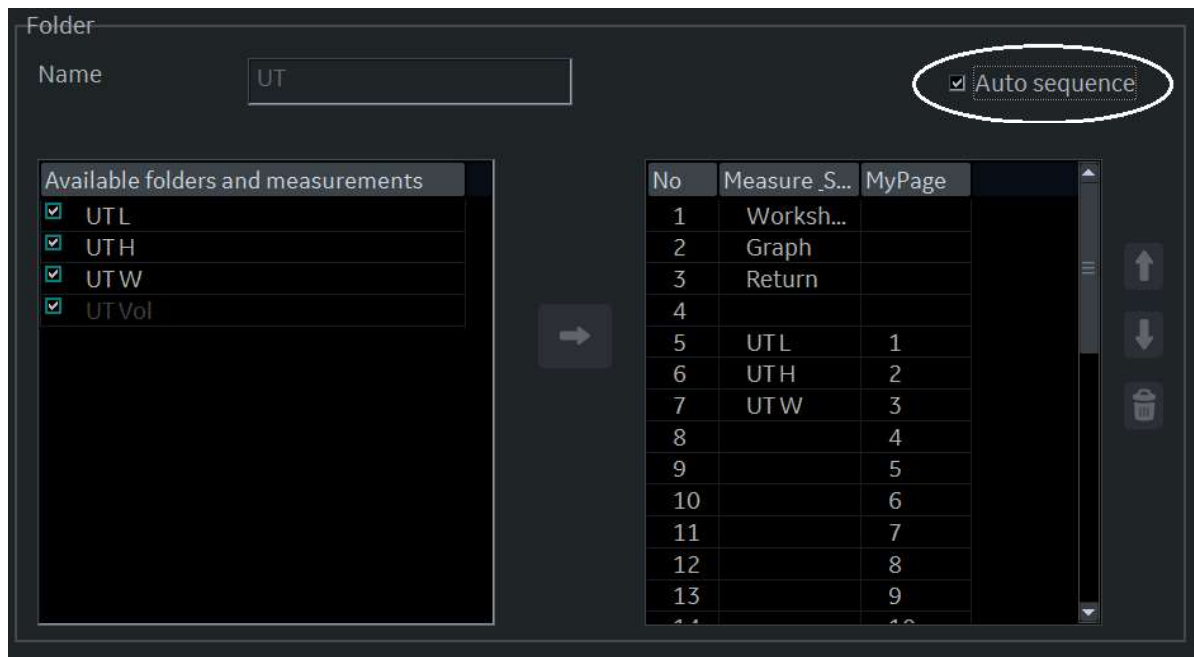 Folder
Name UT Auto sequence
Available folders and measurements
UT L
UT H
UT W
UT Vol
No Measure_S... MyPage
1 Worksh...
2 Graph
3 Return
4
5 UT L 1
6 UT H 2
7 UT W 3
8 4
9 5
10 6
11 7
12 8
13 9